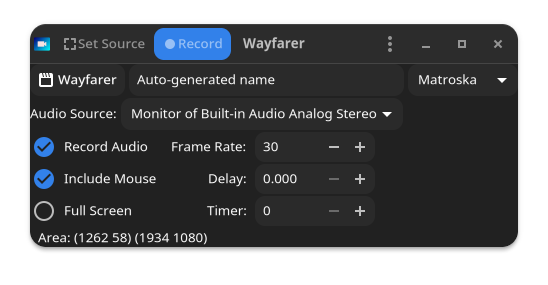 Set Source Record Wayfarer
Wayfarer Auto-generated name Matroska
Audio Source: Monitor of Built-in Audio Analog Stereo
Record Audio Frame Rate: 30
Include Mouse Delay: 0.000
Full Screen Timer: 0
Area: (1262 58) (1934 1080)